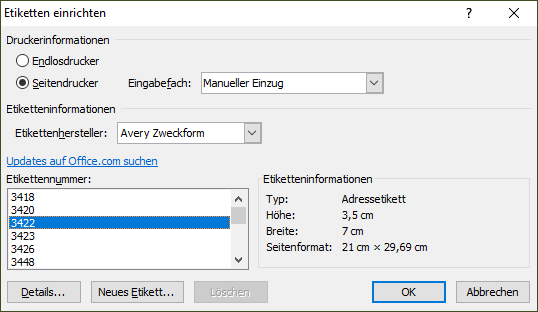 Etiketten einrichten
Druckerinformationen
Endlosdrucker
Seitendrucker Eingabefach: Manueller Einzug
Etiketteninformationen
Etikettenhersteller: Avery Zweckform
Updates auf Office.com suchen
Etikettennummer:
3418
3420
3422
3423
3426
3448
Etiketteninformationen
Typ: Adressetikett
Höhe: 3,5 cm
Breite: 7 cm
Seitenformat: 21 cm × 29,69 cm
Details... Neues Etikett... Löschen OK Abbrechen